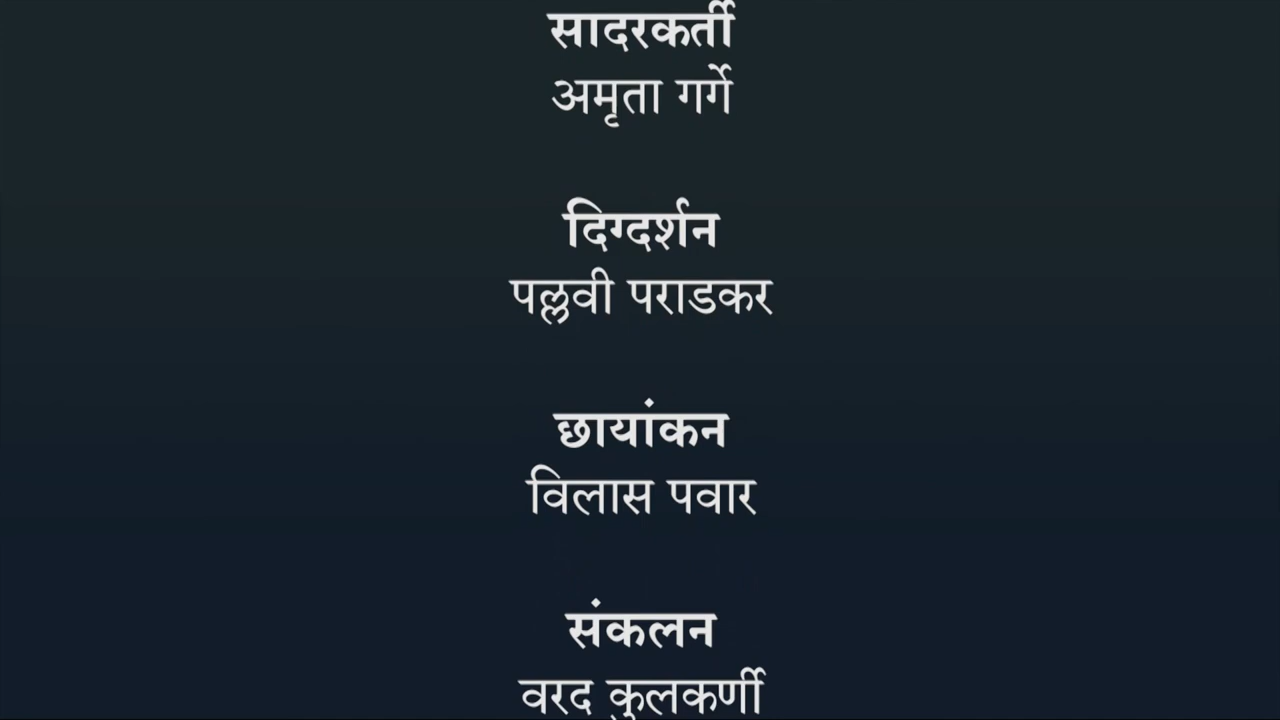 सादरकर्ती
अमृता गर्गे
दिग्दर्शन
पल्लवी पराडकर
छायांकन
विलास पवार
संकलन
वरद कुलकर्णी